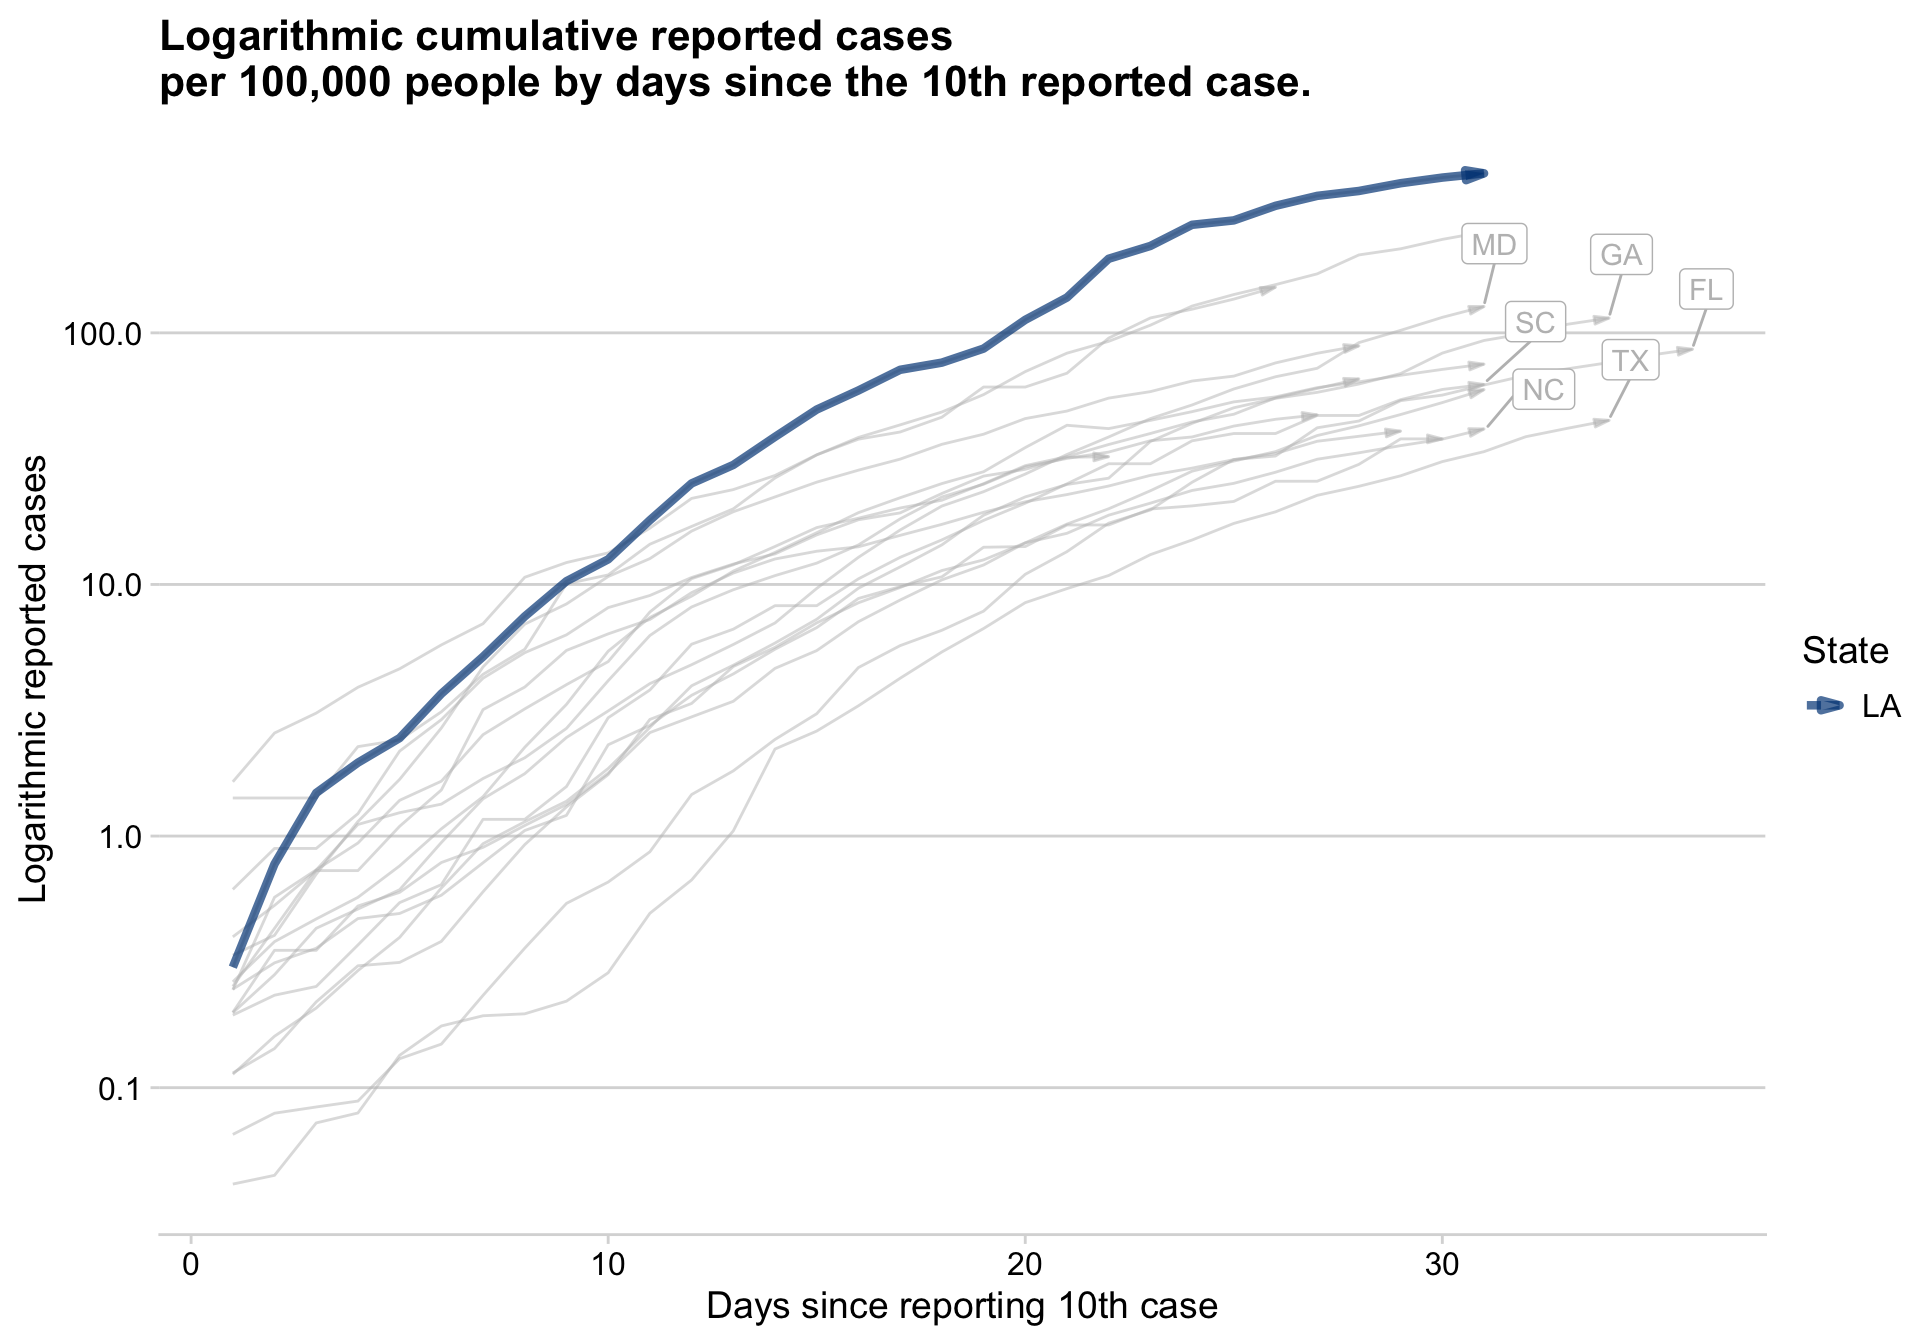 Logarithmic cumulative reported cases
per 100,000 people by days since the 10th reported case.
Logarithmic reported cases
100.0
10.0
1.0
0.1
MD
GA
FL
SC
TX
NC
State
LA
0
10
20
30
Days since reporting 10th case